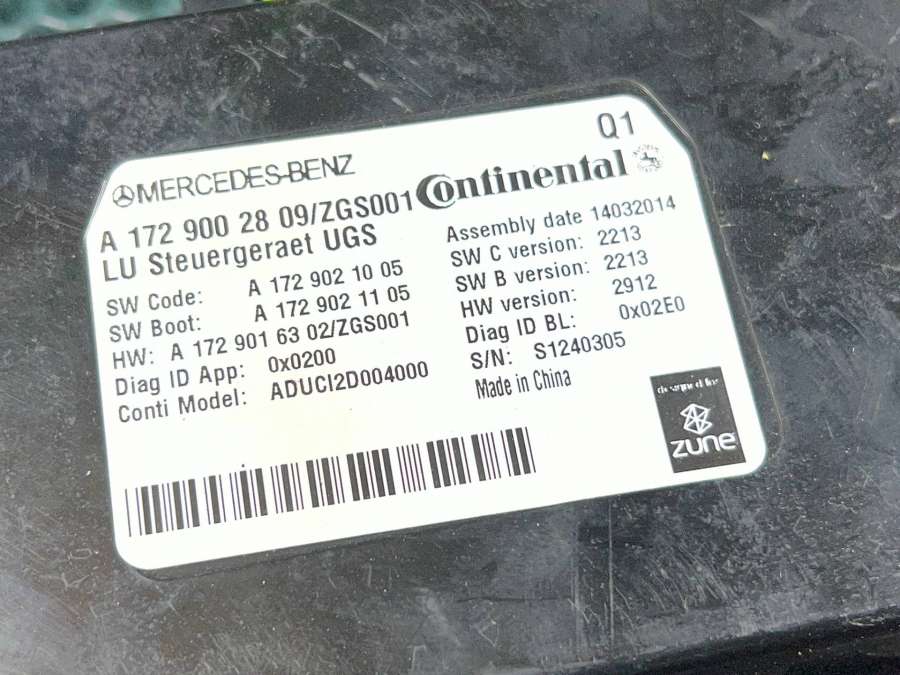 Q1
MERCEDES-BENZ
Continental
A 172 900 28 09/ZGS001
LU Steuergeraet UGS
SW Code: A 172 902 10 05
SW Boot: A 172 902 11 05
HW: A 172 901 63 02/ZGS001
Diag ID App: 0x0200
Conti Model: ADUCI2D004000
Assembly date 14032014
SW C version: 2213
SW B version: 2213
HW version: 2912
Diag ID BL: 0x02E0
S/N: S1240305
Made in China
designed for
zune